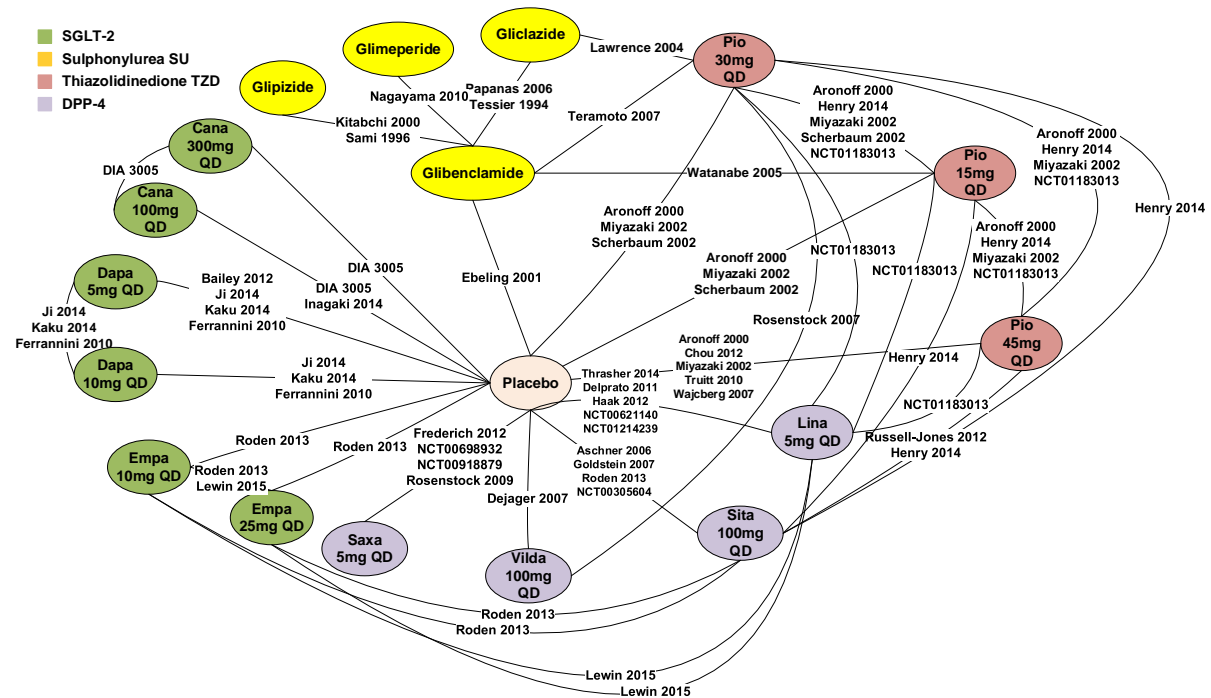 SGLT-2
Sulphonylurea SU
Thiazolidinedione TZD
DPP-4
Glipizide
Glimeperide
Gliclazide
Lawrence 2004
Pio
30mg
QD
Nagayama 2010
Papanas 2006
Tessier 1994
Kitabchi 2000
Sami 1996
Teramoto 2007
Aronoff 2000
Henry 2014
Miyazaki 2002
Scherbaum 2002
NCT01183013
Aronoff 2000
Henry 2014
Miyazaki 2002
NCT01183013
Cana
300mg
QD
DIA 3005
Cana
100mg
QD
Glibenclamide
Watanabe 2005
Pio
15mg
QD
Henry 2014
Aronoff 2000
Miyazaki 2002
Scherbaum 2002
Aronoff 2000
Henry 2014
Miyazaki 2002
NCT01183013
NCT01183013
NCT01183013
Aronoff 2000
Miyazaki 2002
Scherbaum 2002
Ebeling 2001
DIA 3005
DIA 3005
Inagaki 2014
Dapa
5mg QD
Bailey 2012
Ji 2014
Kaku 2014
Ferrannini 2010
Ji 2014
Kaku 2014
Ferrannini 2010
Dapa
10mg QD
Ji 2014
Kaku 2014
Ferrannini 2010
Placebo
Rosenstock 2007
Aronoff 2000
Chou 2012
Miyazaki 2002
Truitt 2010
Wajcberg 2007
Pio
45mg
QD
Henry 2014
Thrasher 2014
Delprato 2011
Haak 2012
NCT00621140
NCT01214239
NCT01183013
Lina
5mg QD
Russell-Jones 2012
Henry 2014
Roden 2013
Roden 2013
Empa
10mg QD
Roden 2013
Lewin 2015
Frederich 2012
NCT00698932
NCT00918879
Rosenstock 2009
Aschner 2006
Goldstein 2007
Roden 2013
NCT00305604
Dejager 2007
Empa
25mg QD
Saxa
5mg QD
Vilda
100mg
QD
Sita
100mg
QD
Roden 2013
Roden 2013
Lewin 2015
Lewin 2015